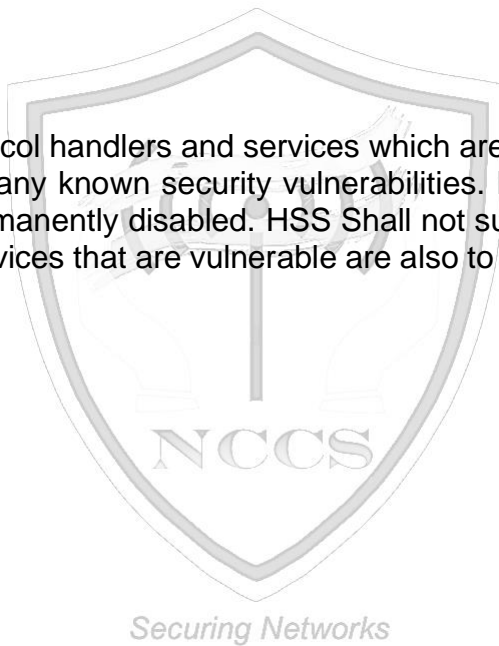 col handlers and services which are
any known security vulnerabilities.
manently disabled. HSS Shall not su
vices that are vulnerable are also to
NCCS
Securing Networks